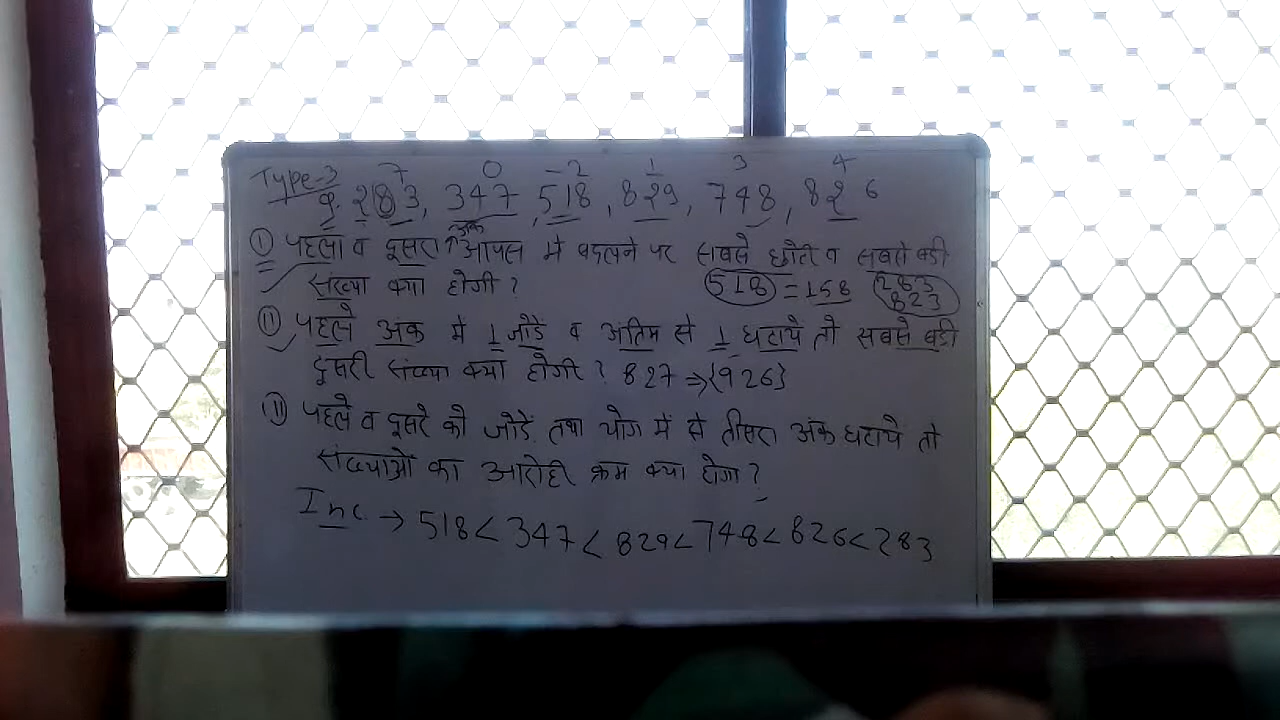 Type-3 7 0 -2 1 3 4
Q. 283, 347, 518, 829, 748, 826
(I) पहला व दूसरा अंक आपस में बदलने पर सबसे छोटी व सबसे बडी
संख्या क्या होगी? 518 = 158 283 823
(II) पहले अंक में 1 जोडें व अंतिम से 1 घटाये तो सबसे बडी
दूसरी संख्या क्या होगी? 827 ⇒ {926}
(III) पहले व दूसरे को जोडें तथा योग में से तीसरा अंक घटाये तो
संख्याओ का आरोही क्रम क्या होगा?
Inc. → 518 < 347 < 829 < 748 < 826 < 283